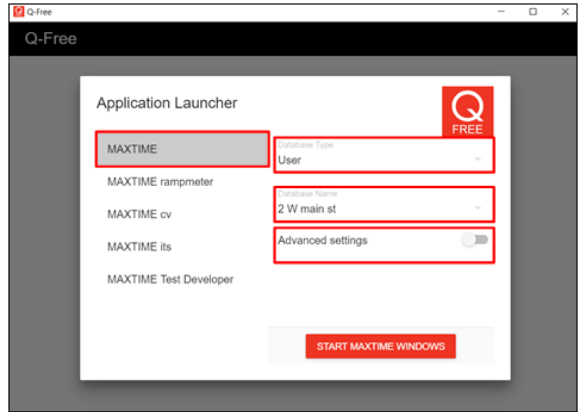 Q-Free
Q-Free
Application Launcher
Q
FREE
MAXTIME
MAXTIME rampmeter
MAXTIME cv
MAXTIME its
MAXTIME Test Developer
Database Type
User
Database Name
2 W main st
Advanced settings
START MAXTIME WINDOWS